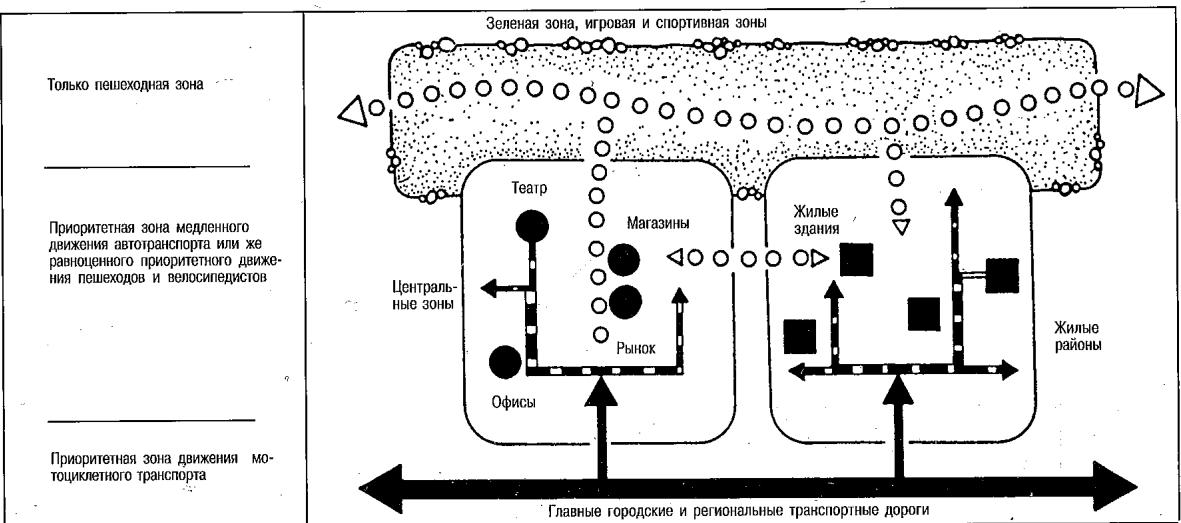 Зеленая зона, игровая и спортивная зоны
Только пешеходная зона
Приоритетная зона медленного
движения автотранспорта или же
равноценного приоритетного движе-
ния пешеходов и велосипедистов
Приоритетная зона движения мо-
тоциклетного транспорта
Театр
Магазины
Централь-
ные зоны
Рынок
Офисы
Жилые
здания
Жилые
районы
Главные городские и региональные транспортные дороги